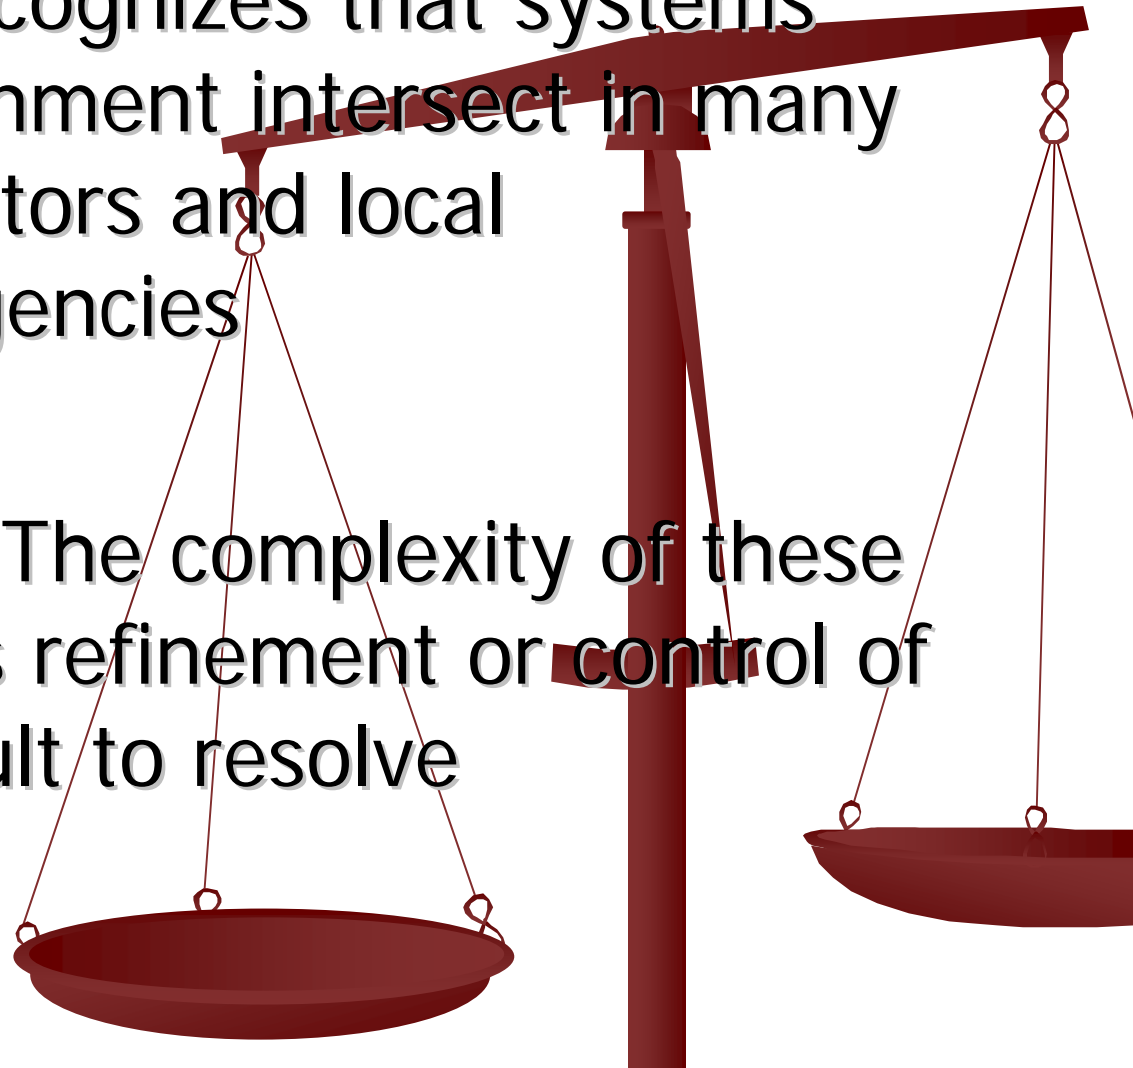 cognizes that systems
nment intersect in many
tors and local
gencies
The complexity of these
s refinement or control of
ult to resolve